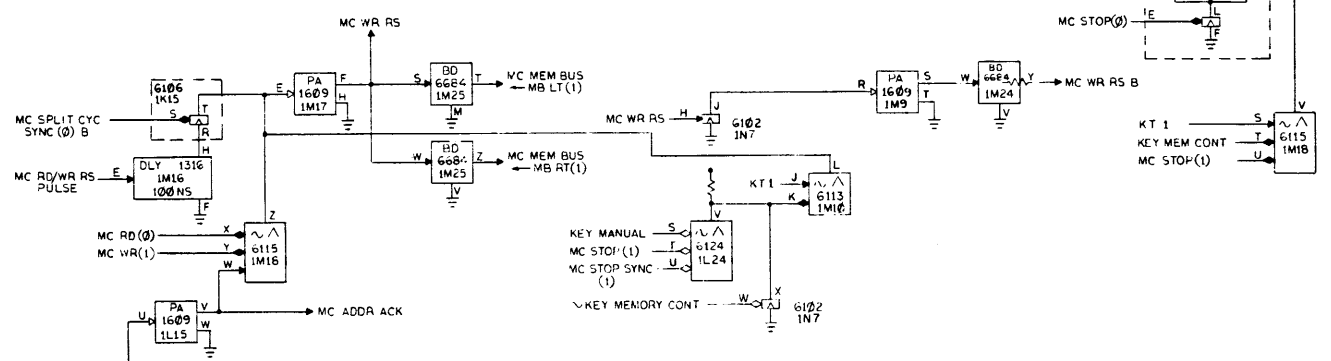 MC WR RS
6106
1K15
MC SPLIT CYC
SYNC (Ø) B
S
T
R
H
DLY 1316
1M16
100NS
MC RD/WR RS
PULSE
E
F
E
PA
1609
1M17
F
H
S
BD
6684
1M25
T
M
MC MEM BUS
MB LT(1)
W
BD
6684
1M25
Z
V
MC MEM BUS
MB RT(1)
MC RD(Ø)
MC WR(1)
X
Y
W
Z
∿ ∧
6115
1M18
U
PA
1609
1L15
V
W
MC ADDR ACK
MC WR RS
H
J
6102
1N7
R
PA
1609
1M9
S
T
W
BD
6684
1M24
Y
V
MC WR RS B
KT1
J
K
L
∿ ∧
6113
1M10
KEY MANUAL
MC STOP(1)
MC STOP SYNC
(1)
S
T
U
V
6124
1L24
∿KEY MEMORY CONT
W
X
6102
1N7
MC STOP(Ø)
E
L
F
KT 1
KEY MEM CONT
MC STOP(1)
S
T
U
V
∿ ∧
6115
1M18